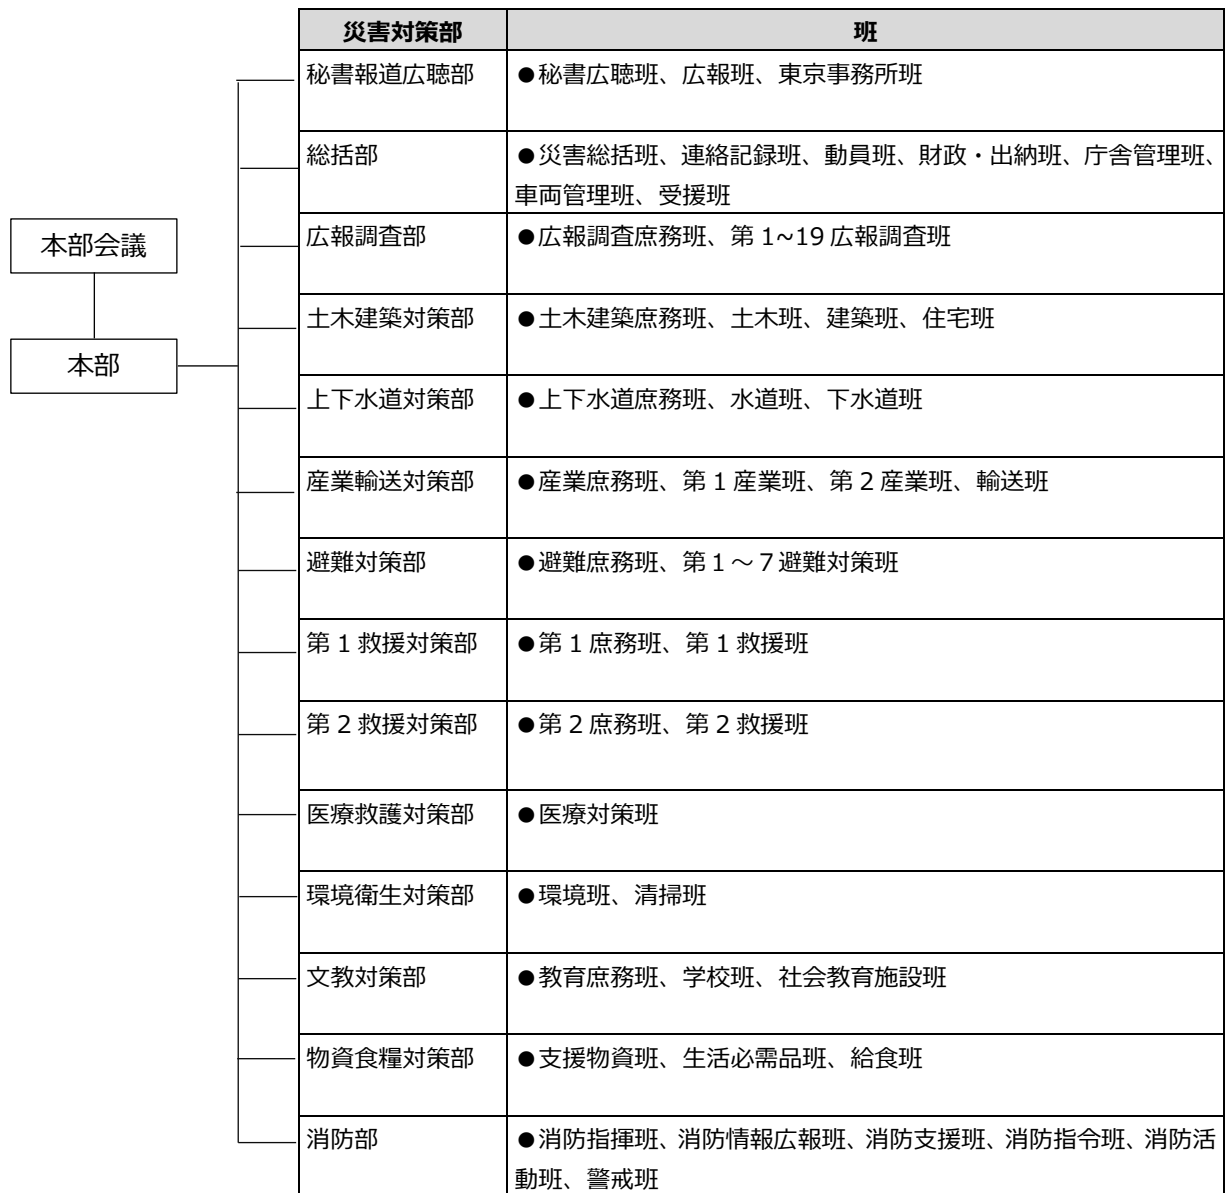 災害対策部 班
秘書報道広聴部 ●秘書広聴班、広報班、東京事務所班
総括部 ●災害総括班、連絡記録班、動員班、財政・出納班、庁舎管理班、
車両管理班、受援班
本部会議
広報調査部 ●広報調査庶務班、第1~19広報調査班
土木建築対策部 ●土木建築庶務班、土木班、建築班、住宅班
本部
上下水道対策部 ●上下水道庶務班、水道班、下水道班
産業輸送対策部 ●産業庶務班、第1産業班、第2産業班、輸送班
避難対策部 ●避難庶務班、第1～7避難対策班
第1救援対策部 ●第1庶務班、第1救援班
第2救援対策部 ●第2庶務班、第2救援班
医療救護対策部 ●医療対策班
環境衛生対策部 ●環境班、清掃班
文教対策部 ●教育庶務班、学校班、社会教育施設班
物資食糧対策部 ●支援物資班、生活必需品班、給食班
消防部 ●消防指揮班、消防情報広報班、消防支援班、消防指令班、消防活
動班、警戒班